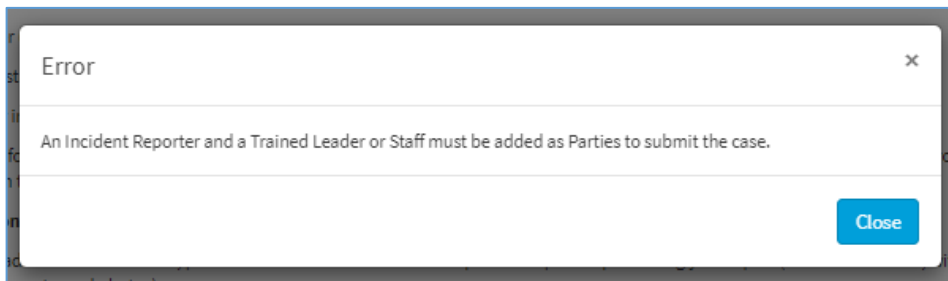 Error
×
An Incident Reporter and a Trained Leader or Staff must be added as Parties to submit the case.
Close